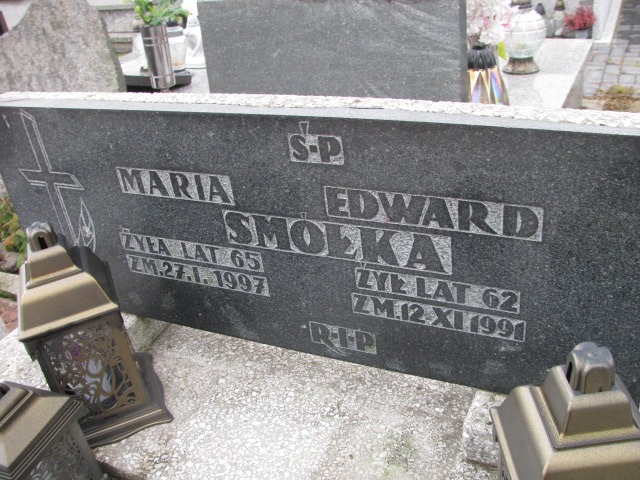 Ś-P
MARIA EDWARD
SMÓŁKA
ŻYŁA LAT 65
ZM.27.I.1997
ŻYŁ LAT 62
ZM.12.XI.1991
R-I-P